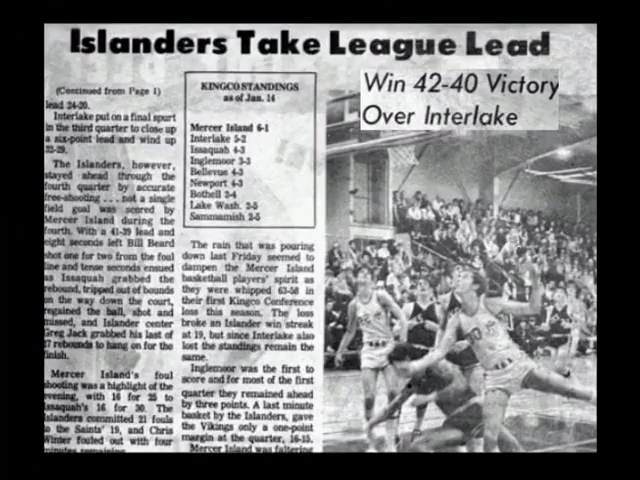 Islanders Take League Lead
Win 42-40 Victory
Over Interlake
(Continued from Page 1)
lead 24-20.
Interlake put on a final spurt
in the third quarter to close up
a six-point lead and wind up
The Islanders, however,
stayed ahead through the
fourth quarter by accurate
free-shooting . . . not a single
field goal was scored by
Mercer Island during the
fourth. With a 41-39 lead and
eight seconds left Bill Beard
shot one for two from the foul
line and tense seconds ensued
as Issaquah grabbed the
rebound, tripped out of bounds
on the way down the court,
regained the ball, shot and
missed, and Islander center
Greg Jack grabbed his last of
17 rebounds to hang on for the
finish.
Mercer Island's foul
shooting was a highlight of the
evening, with 16 for 25 to
Issaquah's 16 for 30. The
Islanders committed 21 fouls
to the Saints' 19, and Chris
Winter fouled out with four
minutes remaining.
KINGCO STANDINGS
as of Jan. 14
Mercer Island 6-1
Interlake 5-2
Issaquah 4-3
Inglemoor 3-3
Bellevue 4-3
Newport 4-3
Bothell 2-4
Lake Wash. 2-5
Sammamish 2-5
The rain that was pouring
down last Friday seemed to
dampen the Mercer Island
basketball players' spirit as
they were whipped 63-58 in
their first Kingco Conference
loss this season. The loss
broke an Islander win streak
at 19, but since Interlake also
lost the standings remain the
same.
Inglemoor was the first to
score and for most of the first
quarter they remained ahead
by three points. A last minute
basket by the Islanders, gave
the Vikings only a one-point
margin at the quarter, 16-15.
Mercer Island was faltering